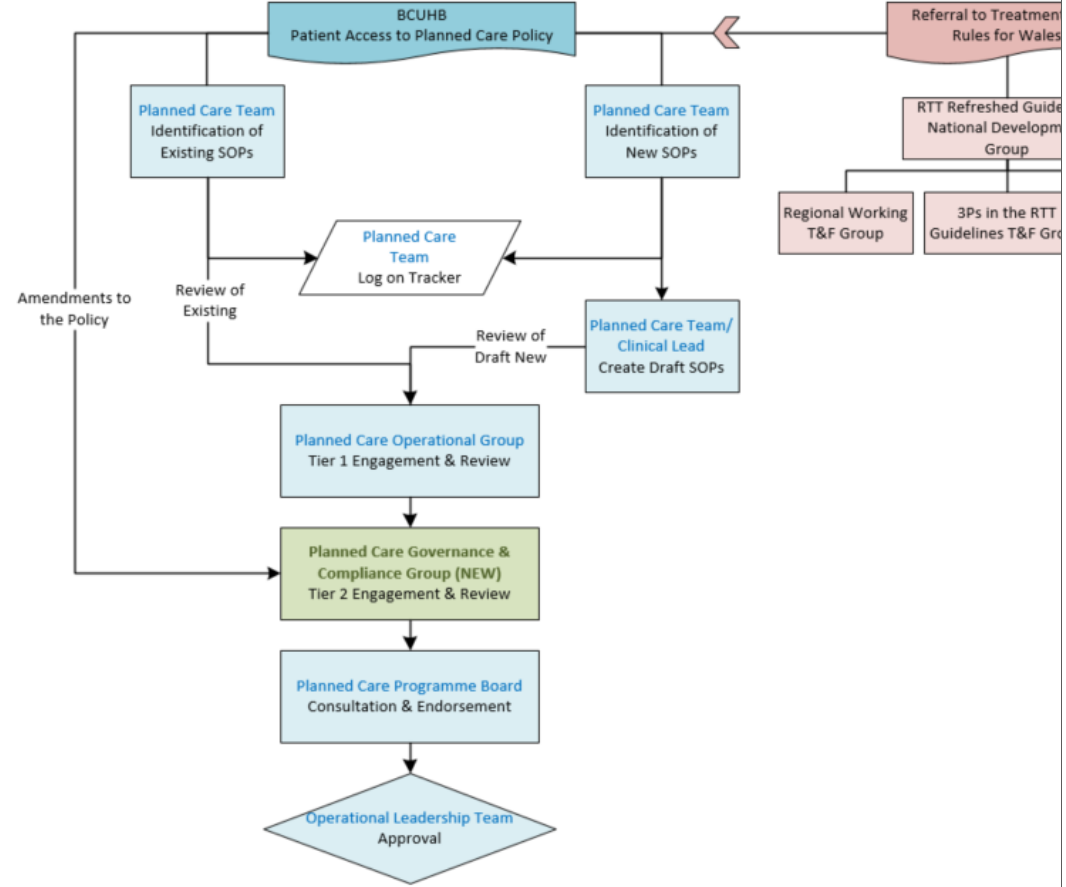 BCUHB
Patient Access to Planned Care Policy
Referral to Treatment
Rules for Wales
Planned Care Team
Identification of
Existing SOPs
Planned Care Team
Identification of
New SOPs
RTT Refreshed Guide
National Developm
Group
Regional Working
T&F Group
3Ps in the RTT
Guidelines T&F Gro
Planned Care
Team
Log on Tracker
Amendments to
the Policy
Review of
Existing
Review of
Draft New
Planned Care Team/
Clinical Lead
Create Draft SOPs
Planned Care Operational Group
Tier 1 Engagement & Review
Planned Care Governance &
Compliance Group (NEW)
Tier 2 Engagement & Review
Planned Care Programme Board
Consultation & Endorsement
Operational Leadership Team
Approval